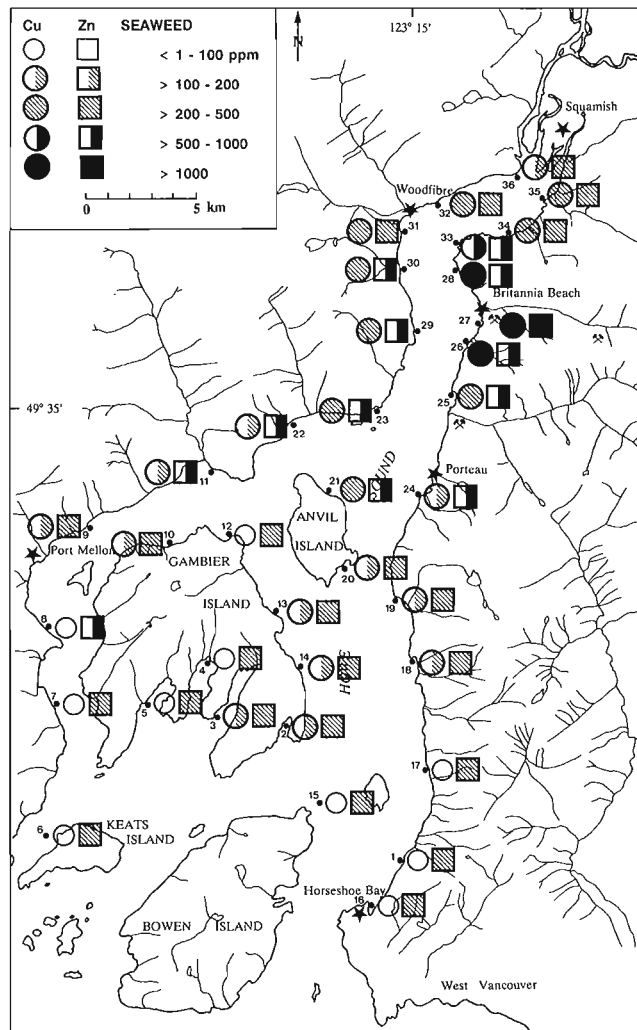 Cu Zn SEAWEED
< 1 - 100 ppm
> 100 - 200
> 200 - 500
> 500 - 1000
> 1000
0 5
km
N
123° 15'
Squamish
36
35
Woodfibre
32
31
34
33
30
28
Britannia Beach
27
29
26
25
49° 35'
23
22
SOUND
Porteau
11
21
24
ANVIL
ISLAND
9
Port Mellon
10
12
GAMBIER
20
ISLAND
13
19
8
HOWE
4
14
18
7
5
3
2
17
15
KEATS
ISLAND
6
1
Horseshoe Bay
16
BOWEN ISLAND
West Vancouver